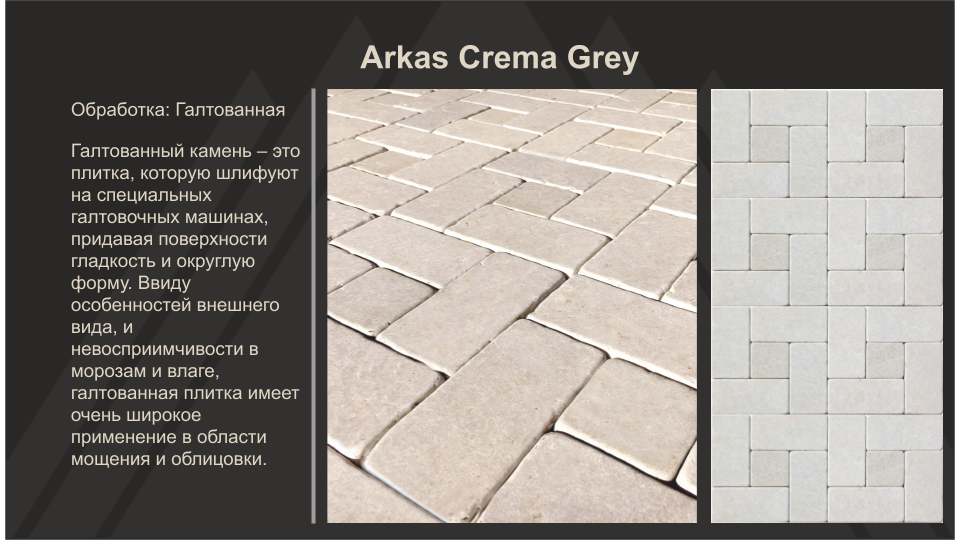 Arkas Crema Grey
Обработка: Галтованная
Галтованный камень – это
плитка, которую шлифуют
на специальных
галтовочных машинах,
придавая поверхности
гладкость и округлую
форму. Ввиду
особенностей внешнего
вида, и
невосприимчивости в
морозам и влаге,
галтованная плитка имеет
очень широкое
применение в области
мощения и облицовки.